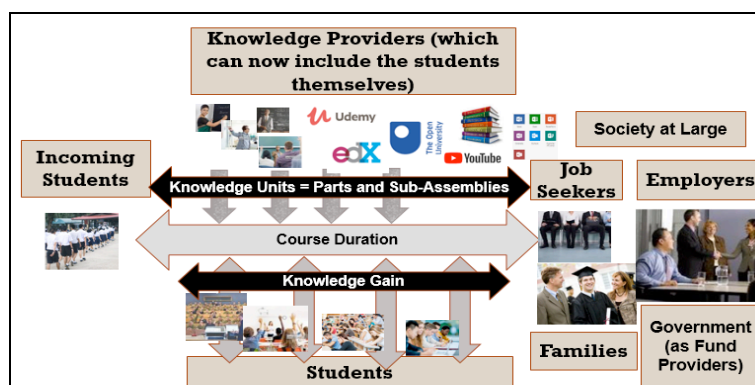 Knowledge Providers (which
can now include the students
themselves)
Udemy
edX
The Open
University
YouTube
Society at Large
Incoming
Students
Knowledge Units = Parts and Sub-Assemblies
Job
Seekers
Employers
Course Duration
Knowledge Gain
Students
Families
Government
(as Fund
Providers)